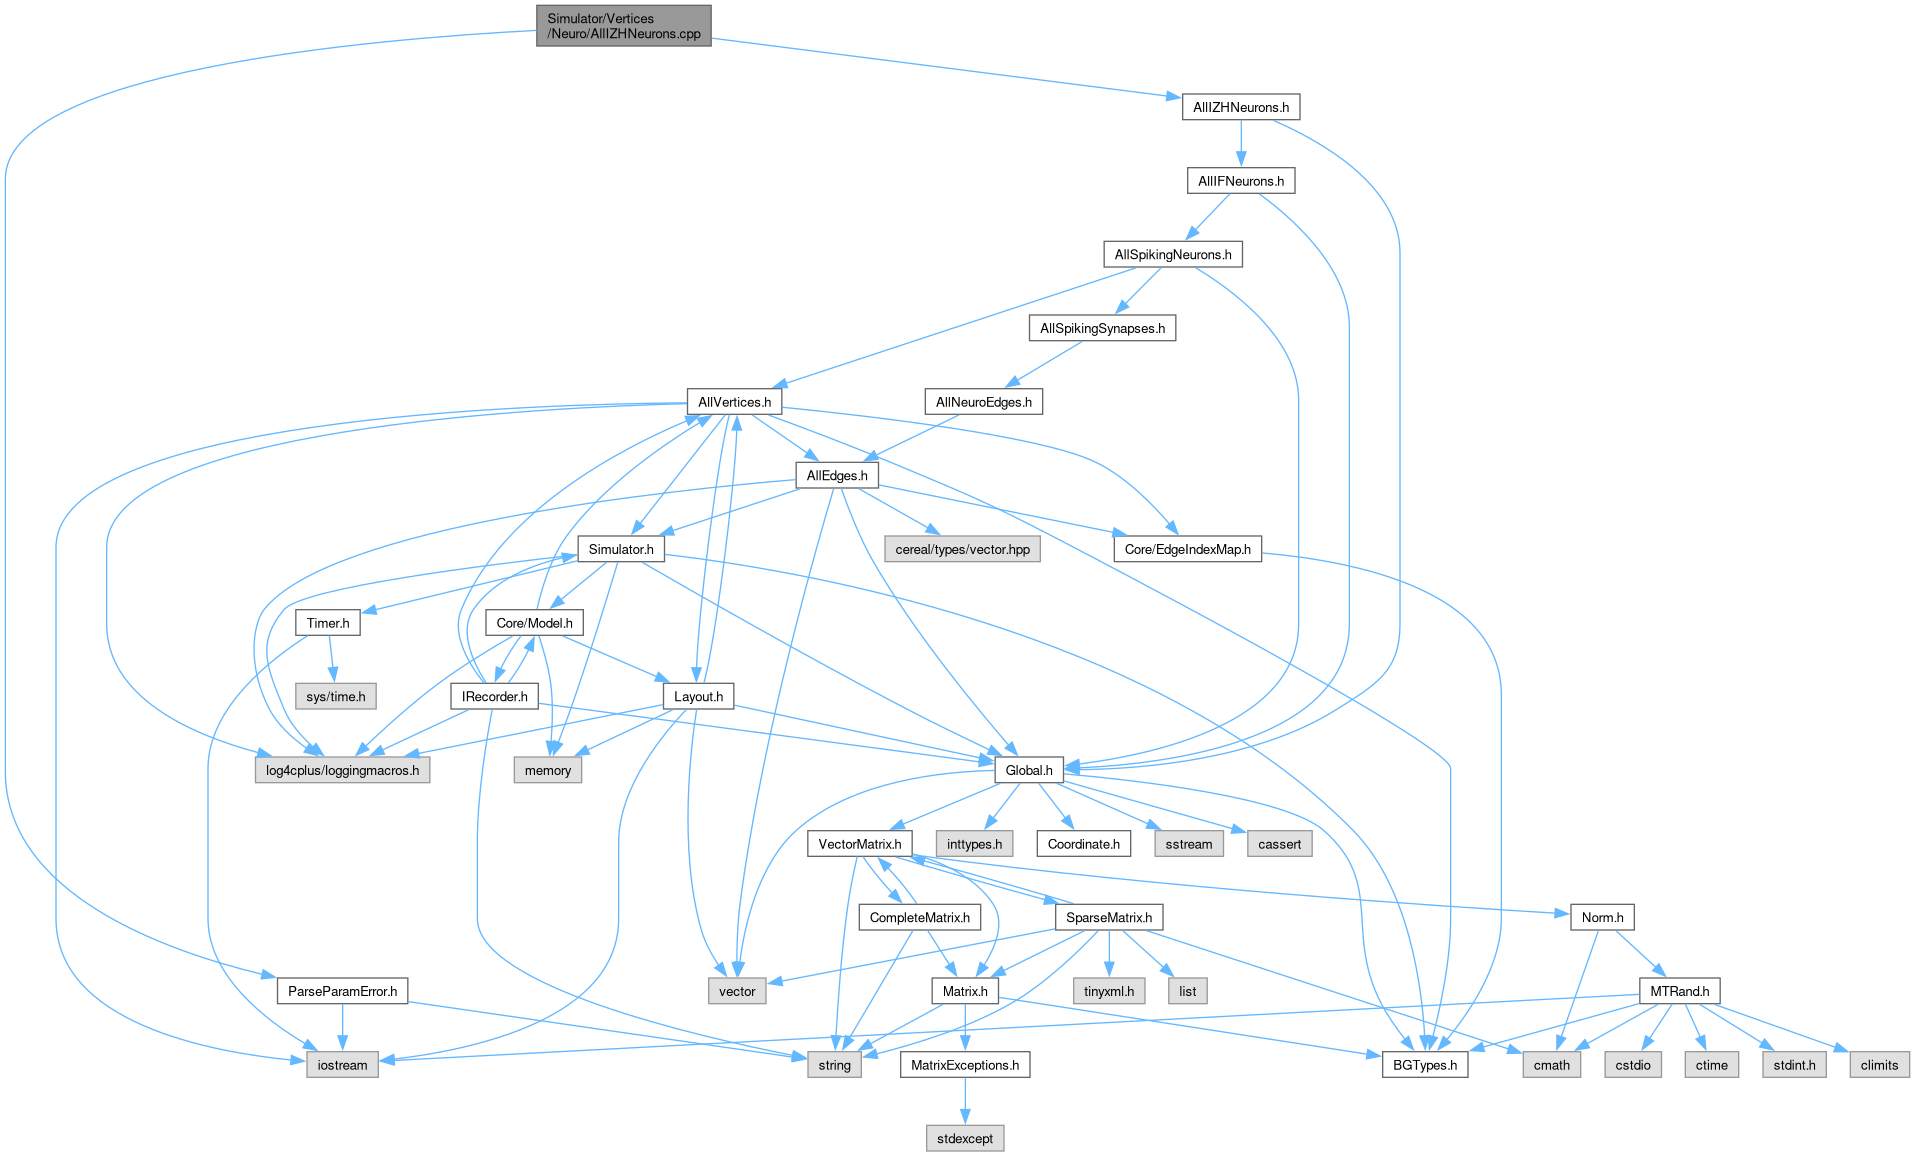 Simulator/Vertices
/Neuro/AllIZHNeurons.cpp
AllIZHNeurons.h
AllIFNeurons.h
AllSpikingNeurons.h
AllSpikingSynapses.h
AllVertices.h
AllNeuroEdges.h
AllEdges.h
Simulator.h
cereal/types/vector.hpp
Core/EdgeIndexMap.h
Timer.h
Core/Model.h
sys/time.h
IRecorder.h
Layout.h
log4cplus/loggingmacros.h
memory
Global.h
VectorMatrix.h
inttypes.h
Coordinate.h
sstream
cassert
CompleteMatrix.h
SparseMatrix.h
Norm.h
ParseParamError.h
vector
Matrix.h
tinyxml.h
list
MTRand.h
iostream
string
MatrixExceptions.h
BGTypes.h
cmath
cstdio
ctime
stdint.h
climits
stdexcept